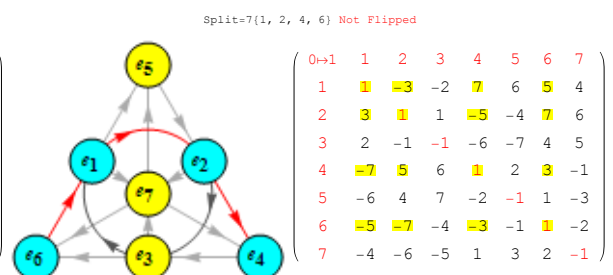 Split=7{1, 2, 4, 6} Not Flipped
e5
e1 e2
e7
e6 e3 e4
0↦1 1 2 3 4 5 6 7
1 1 -3 -2 7 6 5 4
2 3 1 1 -5 -4 7 6
3 2 -1 -1 -6 -7 4 5
4 -7 5 6 1 2 3 -1
5 -6 4 7 -2 -1 1 -3
6 -5 -7 -4 -3 -1 1 -2
7 -4 -6 -5 1 3 2 -1